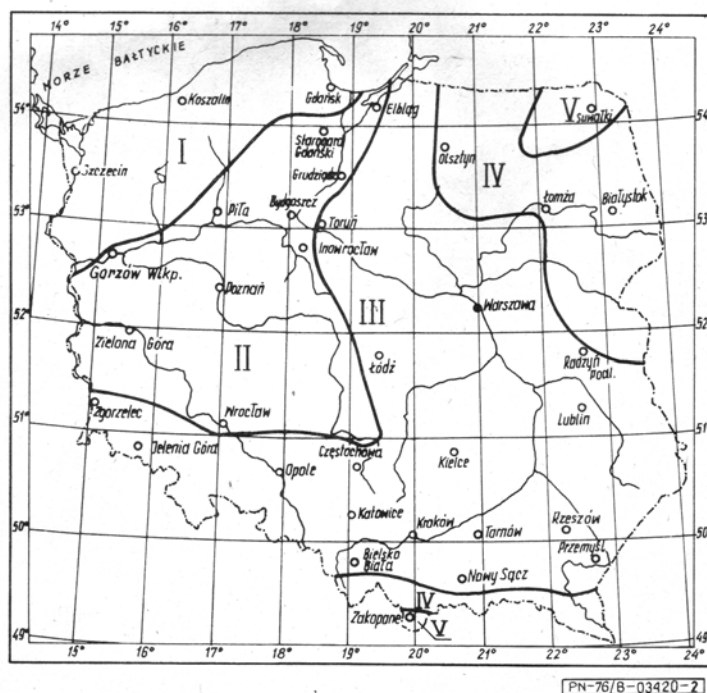 14° 15° 16° 17° 18° 19° 20° 21° 22° 23°
MORZE BAŁTYCKIE
54° 54
Koszalin
Gdańsk
Elbląg
V
Suwałki
I
Starogard
Gdański
Olsztyn
IV
Szczecin
Grudziądz
Łomża
Białystok
53° 53
Piła
Bydgoszcz
Toruń
Inowrocław
Gorzów Wlkp.
Poznań
III
Warszawa
52° 52
Zielona Góra
II
Łódź
Radzyń
Podl.
51° 51
Zgorzelec
Wrocław
Lublin
Jelenia Góra
Częstochowa
Kielce
Opole
50° 50
Katowice
Kraków
Tarnów
Rzeszów
Przemyśl
Bielsko
Biała
Nowy Sącz
IV
49° 49°
Zakopane
V
15° 16° 17° 18° 19° 20° 21° 22° 23° 24°
PN-76/B-03420-2